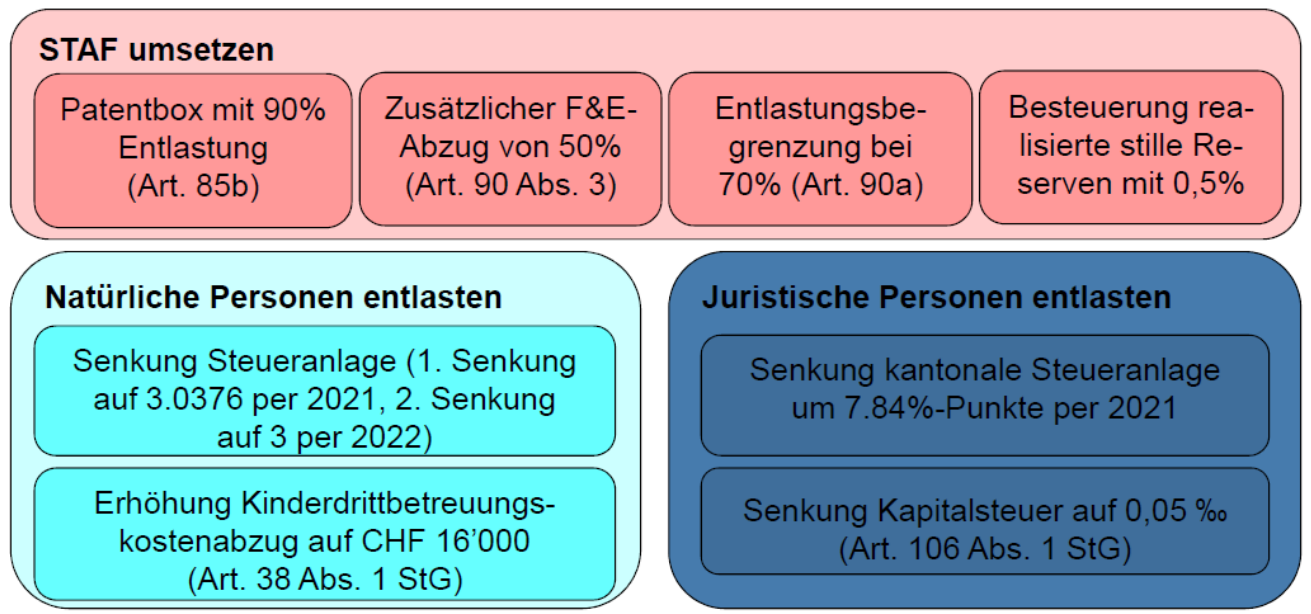 STAF umsetzen
Patentbox mit 90%
Entlastung
(Art. 85b)
Zusätzlicher F&E-
Abzug von 50%
(Art. 90 Abs. 3)
Entlastungsbe-
grenzung bei
70% (Art. 90a)
Besteuerung rea-
lisierte stille Re-
serven mit 0,5%
Natürliche Personen entlasten
Senkung Steueranlage (1. Senkung
auf 3.0376 per 2021, 2. Senkung
auf 3 per 2022)
Erhöhung Kinderdrittbetreuungs-
kostenabzug auf CHF 16’000
(Art. 38 Abs. 1 StG)
Juristische Personen entlasten
Senkung kantonale Steueranlage
um 7.84%-Punkte per 2021
Senkung Kapitalsteuer auf 0,05 ‰
(Art. 106 Abs. 1 StG)